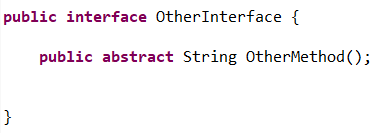 public interface OtherInterface {
public abstract String OtherMethod();
}